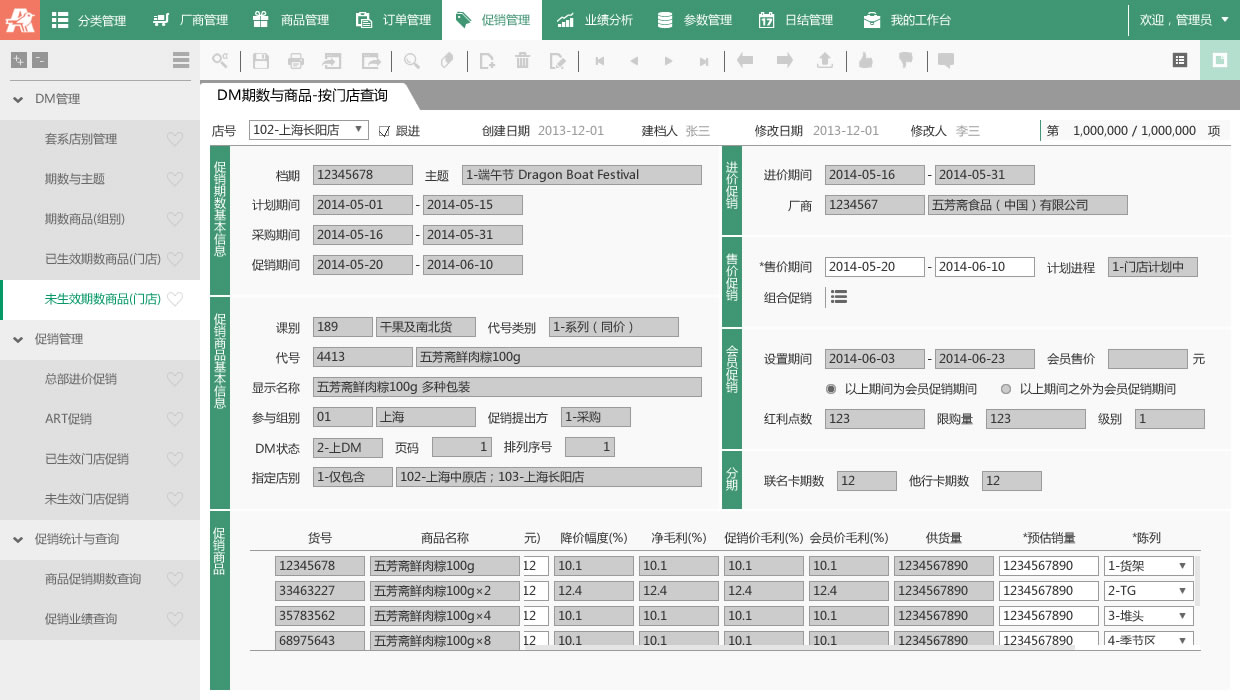 分类管理 厂商管理 商品管理 订单管理 促销管理 业绩分析 参数管理 日结管理 我的工作台 欢迎，管理员
DM管理
套系店别管理
期数与主题
期数商品(组别)
已生效期数商品(门店)
未生效期数商品(门店)
促销管理
总部进价促销
ART促销
已生效门店促销
未生效门店促销
促销统计与查询
商品促销期数查询
促销业绩查询
DM期数与商品-按门店查询
店号 102-上海长阳店 跟进 创建日期 2013-12-01 建档人 张三 修改日期 2013-12-01 修改人 李三 第 1,000,000 / 1,000,000 项
促销期数基本信息
档期 12345678 主题 1-端午节 Dragon Boat Festival
计划期间 2014-05-01 - 2014-05-15
采购期间 2014-05-16 - 2014-05-31
促销期间 2014-05-20 - 2014-06-10
进价促销
进价期间 2014-05-16 - 2014-05-31
厂商 1234567 五芳斋食品（中国）有限公司
售价促销
*售价期间 2014-05-20 - 2014-06-10 计划进程 1-门店计划中
组合促销
促销商品基本信息
课别 189 干果及南北货 代号类别 1-系列（同价）
代号 4413 五芳斋鲜肉粽100g
显示名称 五芳斋鲜肉粽100g 多种包装
参与组别 01 上海 促销提出方 1-采购
DM状态 2-上DM 页码 1 排列序号 1
指定店别 1-仅包含 102-上海中原店；103-上海长阳店
会员促销
设置期间 2014-06-03 - 2014-06-23 会员售价 元
以上期间为会员促销期间 以上期间之外为会员促销期间
红利点数 123 限购量 123 级别 1
分期
联名卡期数 12 他行卡期数 12
促销商品
货号 商品名称 元) 降价幅度(%) 净毛利(%) 促销价毛利(%) 会员价毛利(%) 供货量 *预估销量 *陈列
12345678 五芳斋鲜肉粽100g 12 10.1 10.1 10.1 10.1 1234567890 1234567890 1-货架
33463227 五芳斋鲜肉粽100g×2 12 12.4 12.4 12.4 12.4 1234567890 1234567890 2-TG
35783562 五芳斋鲜肉粽100g×4 12 10.1 10.1 10.1 10.1 1234567890 1234567890 3-堆头
68975643 五芳斋鲜肉粽100g×8 12 10.1 10.1 10.1 10.1 1234567890 1234567890 4-季节区